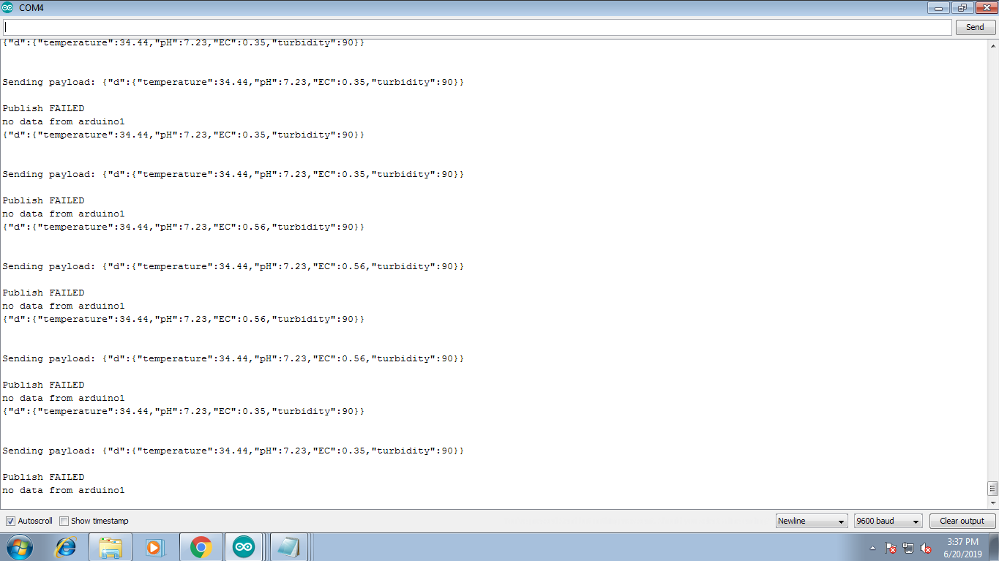 COM4
Send
{"d":{"temperature":34.44,"pH":7.23,"EC":0.35,"turbidity":90}}
Sending payload: {"d":{"temperature":34.44,"pH":7.23,"EC":0.35,"turbidity":90}}
Publish FAILED
no data from arduino1
{"d":{"temperature":34.44,"pH":7.23,"EC":0.35,"turbidity":90}}
Sending payload: {"d":{"temperature":34.44,"pH":7.23,"EC":0.35,"turbidity":90}}
Publish FAILED
no data from arduino1
{"d":{"temperature":34.44,"pH":7.23,"EC":0.56,"turbidity":90}}
Sending payload: {"d":{"temperature":34.44,"pH":7.23,"EC":0.56,"turbidity":90}}
Publish FAILED
no data from arduino1
{"d":{"temperature":34.44,"pH":7.23,"EC":0.56,"turbidity":90}}
Sending payload: {"d":{"temperature":34.44,"pH":7.23,"EC":0.56,"turbidity":90}}
Publish FAILED
no data from arduino1
{"d":{"temperature":34.44,"pH":7.23,"EC":0.35,"turbidity":90}}
Sending payload: {"d":{"temperature":34.44,"pH":7.23,"EC":0.35,"turbidity":90}}
Publish FAILED
no data from arduino1
Autoscroll Show timestamp Newline 9600 baud Clear output
3:37 PM
6/20/2019